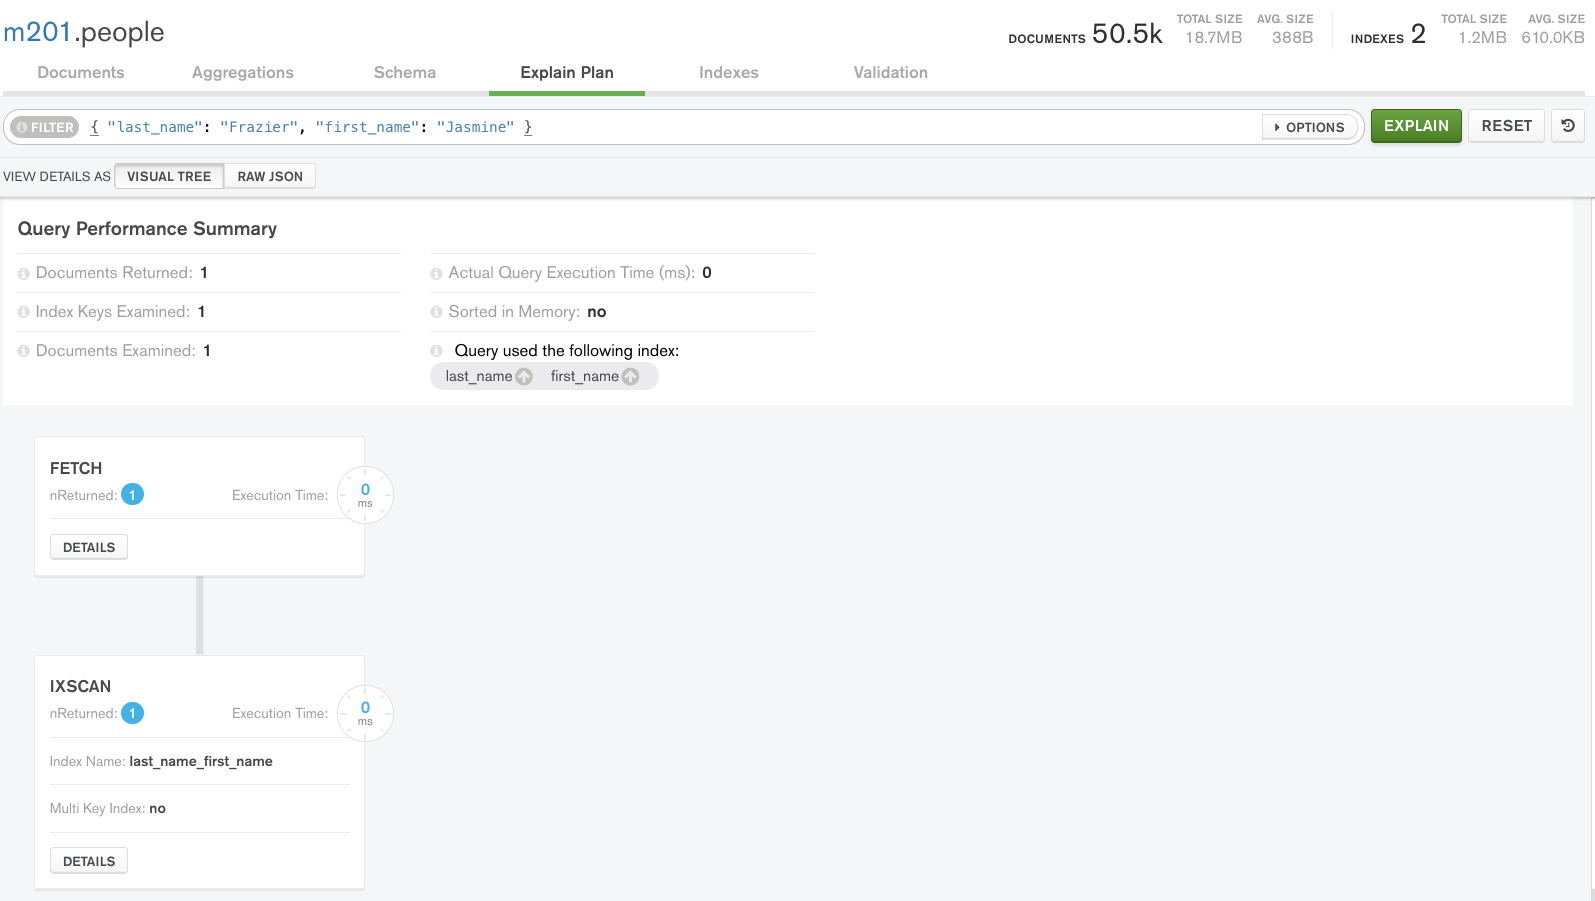 m201.people
DOCUMENTS 50.5k TOTAL SIZE 18.7MB AVG. SIZE 388B INDEXES 2 TOTAL SIZE 1.2MB AVG. SIZE 610.0KB
Documents Aggregations Schema Explain Plan Indexes Validation
FILTER { "last_name": "Frazier", "first_name": "Jasmine" } OPTIONS EXPLAIN RESET
VIEW DETAILS AS VISUAL TREE RAW JSON
Query Performance Summary
Documents Returned: 1 Actual Query Execution Time (ms): 0
Index Keys Examined: 1 Sorted in Memory: no
Documents Examined: 1 Query used the following index:
last_name first_name
FETCH
nReturned: 1 Execution Time: 0 ms
DETAILS
IXSCAN
nReturned: 1 Execution Time: 0 ms
Index Name: last_name_first_name
Multi Key Index: no
DETAILS